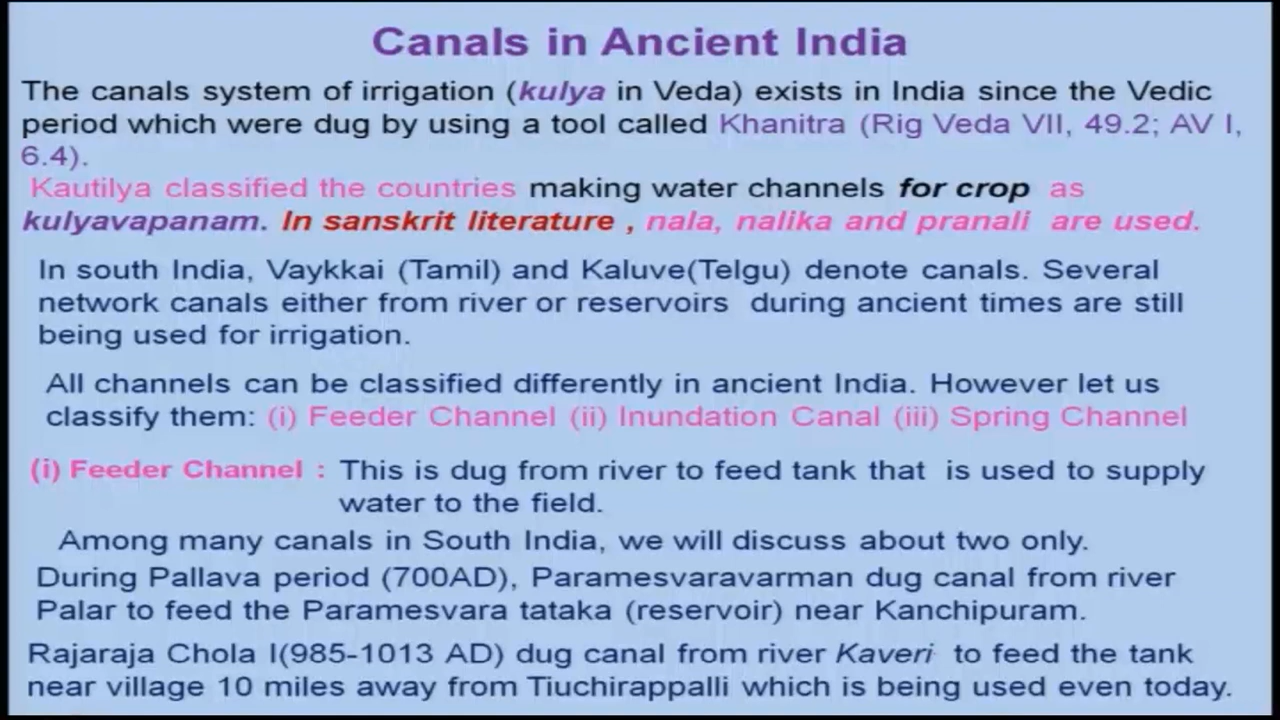 Canals in Ancient India
The canals system of irrigation (kulya in Veda) exists in India since the Vedic
period which were dug by using a tool called Khanitra (Rig Veda VII, 49.2; AV I,
6.4).
Kautilya classified the countries making water channels for crop as
kulyavapanam. In sanskrit literature , nala, nalika and pranali are used.
In south India, Vaykkai (Tamil) and Kaluve(Telgu) denote canals. Several
network canals either from river or reservoirs during ancient times are still
being used for irrigation.
All channels can be classified differently in ancient India. However let us
classify them: (i) Feeder Channel (ii) Inundation Canal (iii) Spring Channel
(i) Feeder Channel : This is dug from river to feed tank that is used to supply
water to the field.
Among many canals in South India, we will discuss about two only.
During Pallava period (700AD), Paramesvaravarman dug canal from river
Palar to feed the Paramesvara tataka (reservoir) near Kanchipuram.
Rajaraja Chola I(985-1013 AD) dug canal from river Kaveri to feed the tank
near village 10 miles away from Tiuchirappalli which is being used even today.